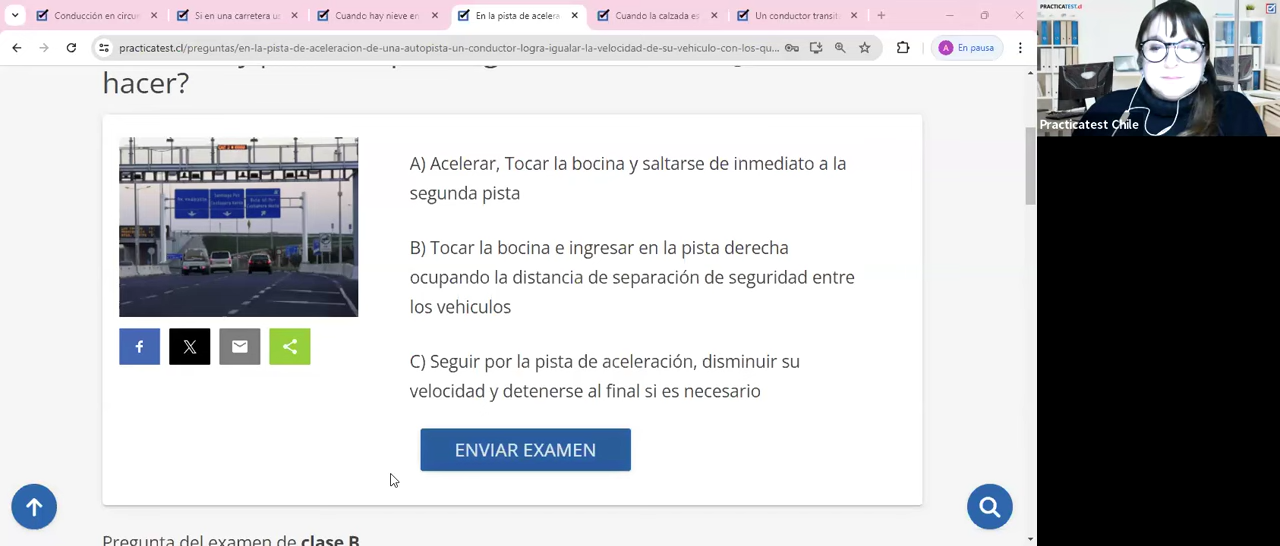 Conducción en circun
Si en una carretera us
Cuando hay nieve en
En la pista de acelera
Cuando la calzada es
Un conductor transit
practicatest.cl/preguntas/en-la-pista-de-aceleracion-de-una-autopista-un-conductor-logra-igualar-la-velocidad-de-su-vehiculo-con-los-qu...
A En pausa
PRACTICATEST.cl
Practicatest Chile
hacer?
A) Acelerar, Tocar la bocina y saltarse de inmediato a la
segunda pista
B) Tocar la bocina e ingresar en la pista derecha
ocupando la distancia de separación de seguridad entre
los vehiculos
C) Seguir por la pista de aceleración, disminuir su
velocidad y detenerse al final si es necesario
ENVIAR EXAMEN
Pregunta del examen de clase B